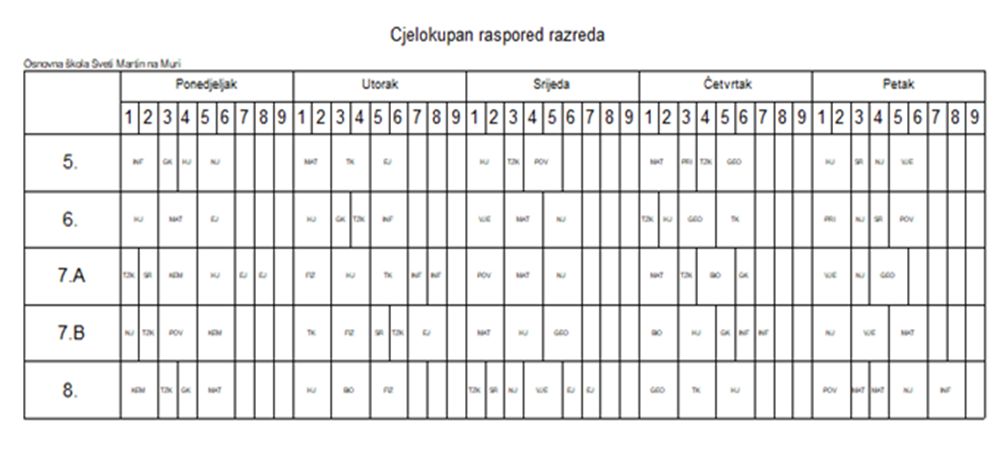 Cjelokupan raspored razreda
Osnovna škola Sveti Martin na Muri
Ponedjeljak Utorak Srijeda Četvrtak Petak
1 2 3 4 5 6 7 8 9 1 2 3 4 5 6 7 8 9 1 2 3 4 5 6 7 8 9 1 2 3 4 5 6 7 8 9 1 2 3 4 5 6 7 8 9
5. INF GK HJ NJ MAT TK EJ HJ TZK POV MAT PRI TZK GEO HJ SR NJ VJE
6. HJ MAT EJ HJ GK TZK INF VJE MAT NJ TZK HJ GEO TK PRI NJ SR POV
7.A TZK SR KEM HJ EJ EJ FIZ HJ TK INF INF POV MAT NJ MAT TZK BIO GK VJE NJ GEO
7.B NJ TZK POV KEM TK FIZ SR TZK EJ MAT HJ GEO BIO HJ GK INF INF NJ VJE MAT
8. KEM TZK GK MAT HJ BIO FIZ TZK SR NJ VJE EJ EJ GEO TK HJ POV MAT MAT NJ INF